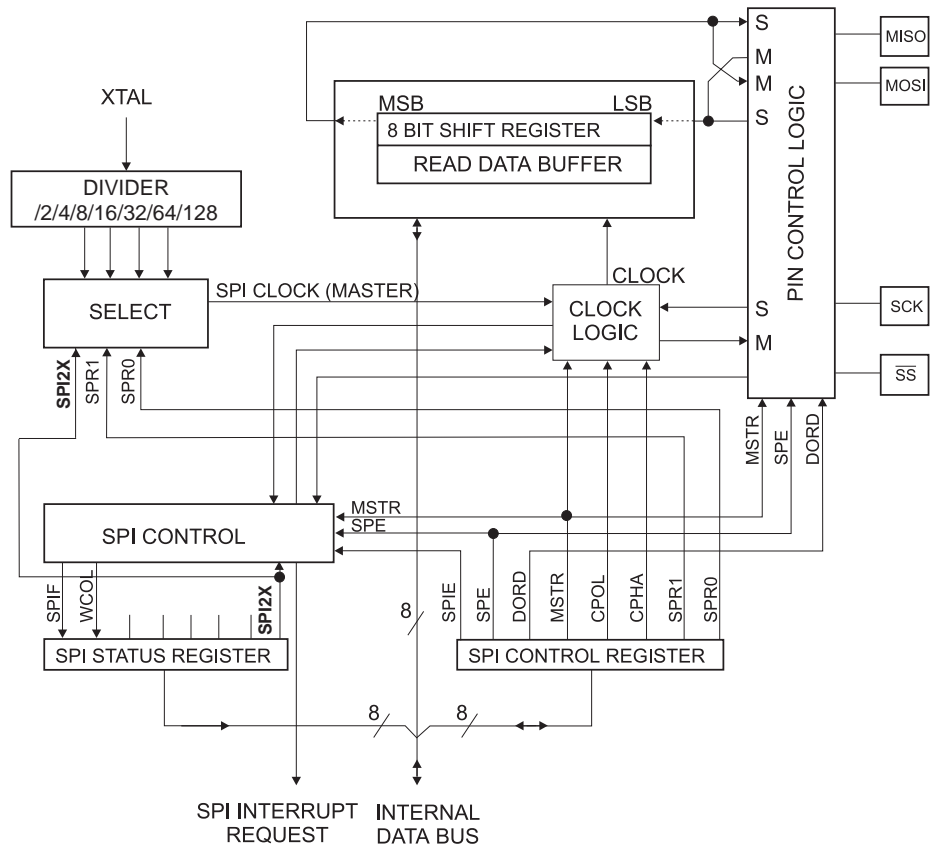 S
MISO
M
M
MOSI
XTAL
MSB
LSB
S
8 BIT SHIFT REGISTER
READ DATA BUFFER
PIN CONTROL LOGIC
DIVIDER
/2/4/8/16/32/64/128
SPI CLOCK (MASTER)
CLOCK
SELECT
CLOCK
LOGIC
S
SCK
M
SS
SPI2X
SPR1
SPR0
MSTR
SPE
DORD
MSTR
SPE
SPI CONTROL
SPIF
WCOL
SPI2X
8
SPIE
SPE
DORD
MSTR
CPOL
CPHA
SPR1
SPR0
SPI STATUS REGISTER
SPI CONTROL REGISTER
8
8
SPI INTERRUPT
REQUEST
INTERNAL
DATA BUS